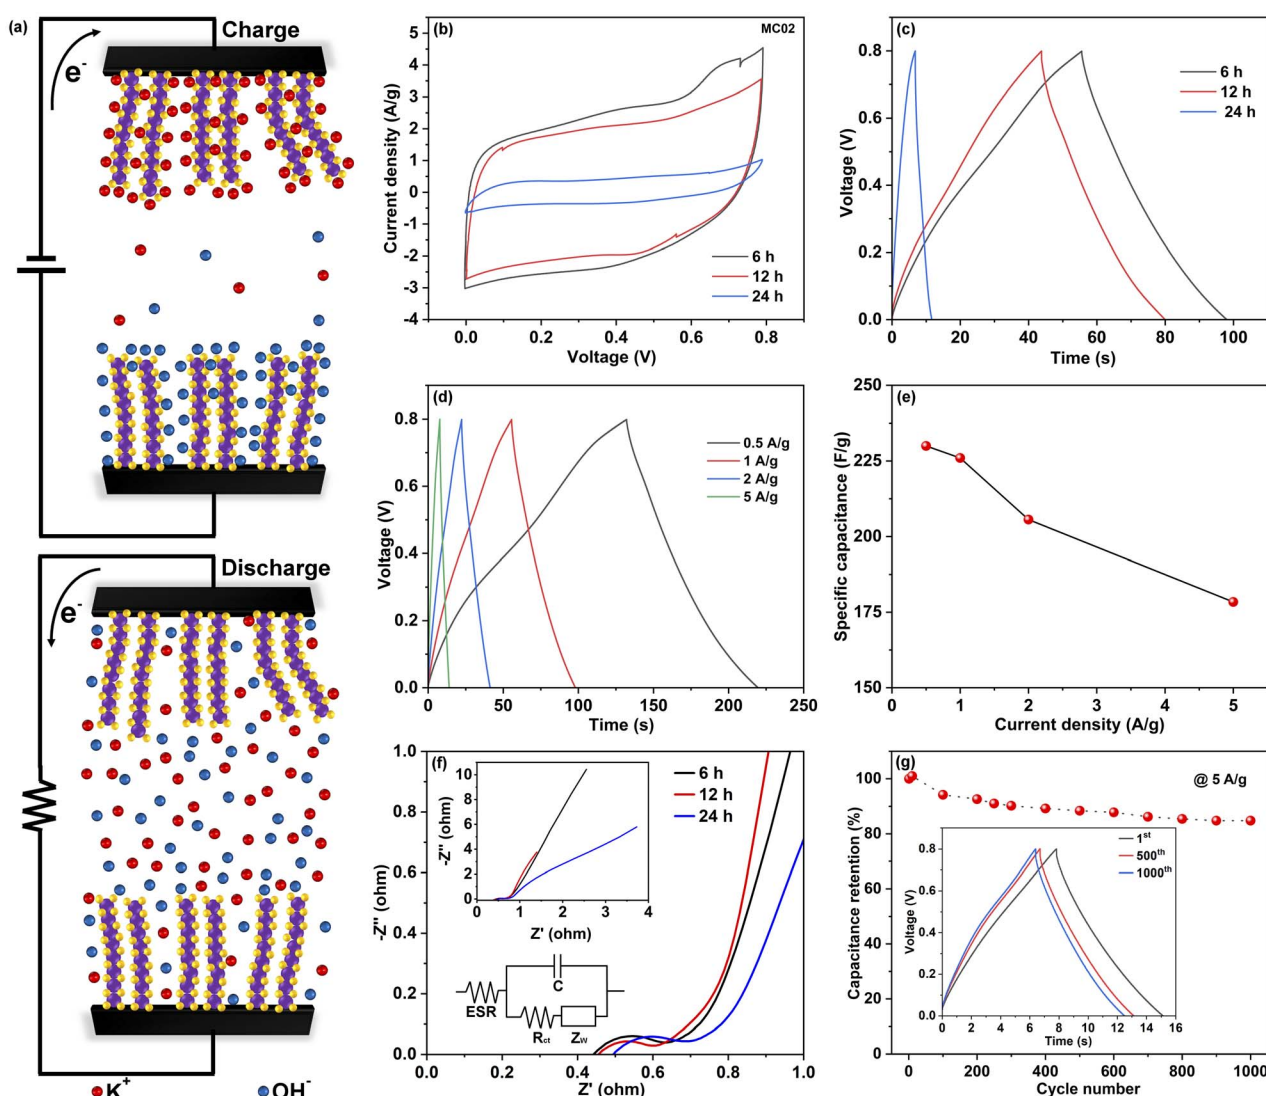 (a)
Charge
e-
Discharge
e-
K+
OH-
(b)
MC02
Current density (A/g)
5
4
3
2
1
0
-1
-2
-3
-4
6 h
12 h
24 h
0.0 0.2 0.4 0.6 0.8
Voltage (V)
(c)
Voltage (V)
0.8
0.6
0.4
0.2
0.0
6 h
12 h
24 h
0 20 40 60 80 100
Time (s)
(d)
Voltage (V)
1.0
0.8
0.6
0.4
0.2
0.0
0.5 A/g
1 A/g
2 A/g
5 A/g
0 50 100 150 200 250
Time (s)
(e)
Specific capacitance (F/g)
250
225
200
175
150
0 1 2 3 4 5
Current density (A/g)
(f)
-Z'' (ohm)
1.0
0.8
0.6
0.4
0.2
0.0
6 h
12 h
24 h
-Z'' (ohm)
10
8
6
4
2
0
0 1 2 3 4
Z' (ohm)
C
ESR
Rct
Zw
0.0 0.2 0.4 0.6 0.8 1.0
Z' (ohm)
(g)
@ 5 A/g
Capacitance retention (%)
100
80
60
40
20
0
1st
500th
1000th
Voltage (V)
0.8
0.6
0.4
0.2
0.0
0 2 4 6 8 10 12 14 16
Time (s)
0 200 400 600 800 1000
Cycle number